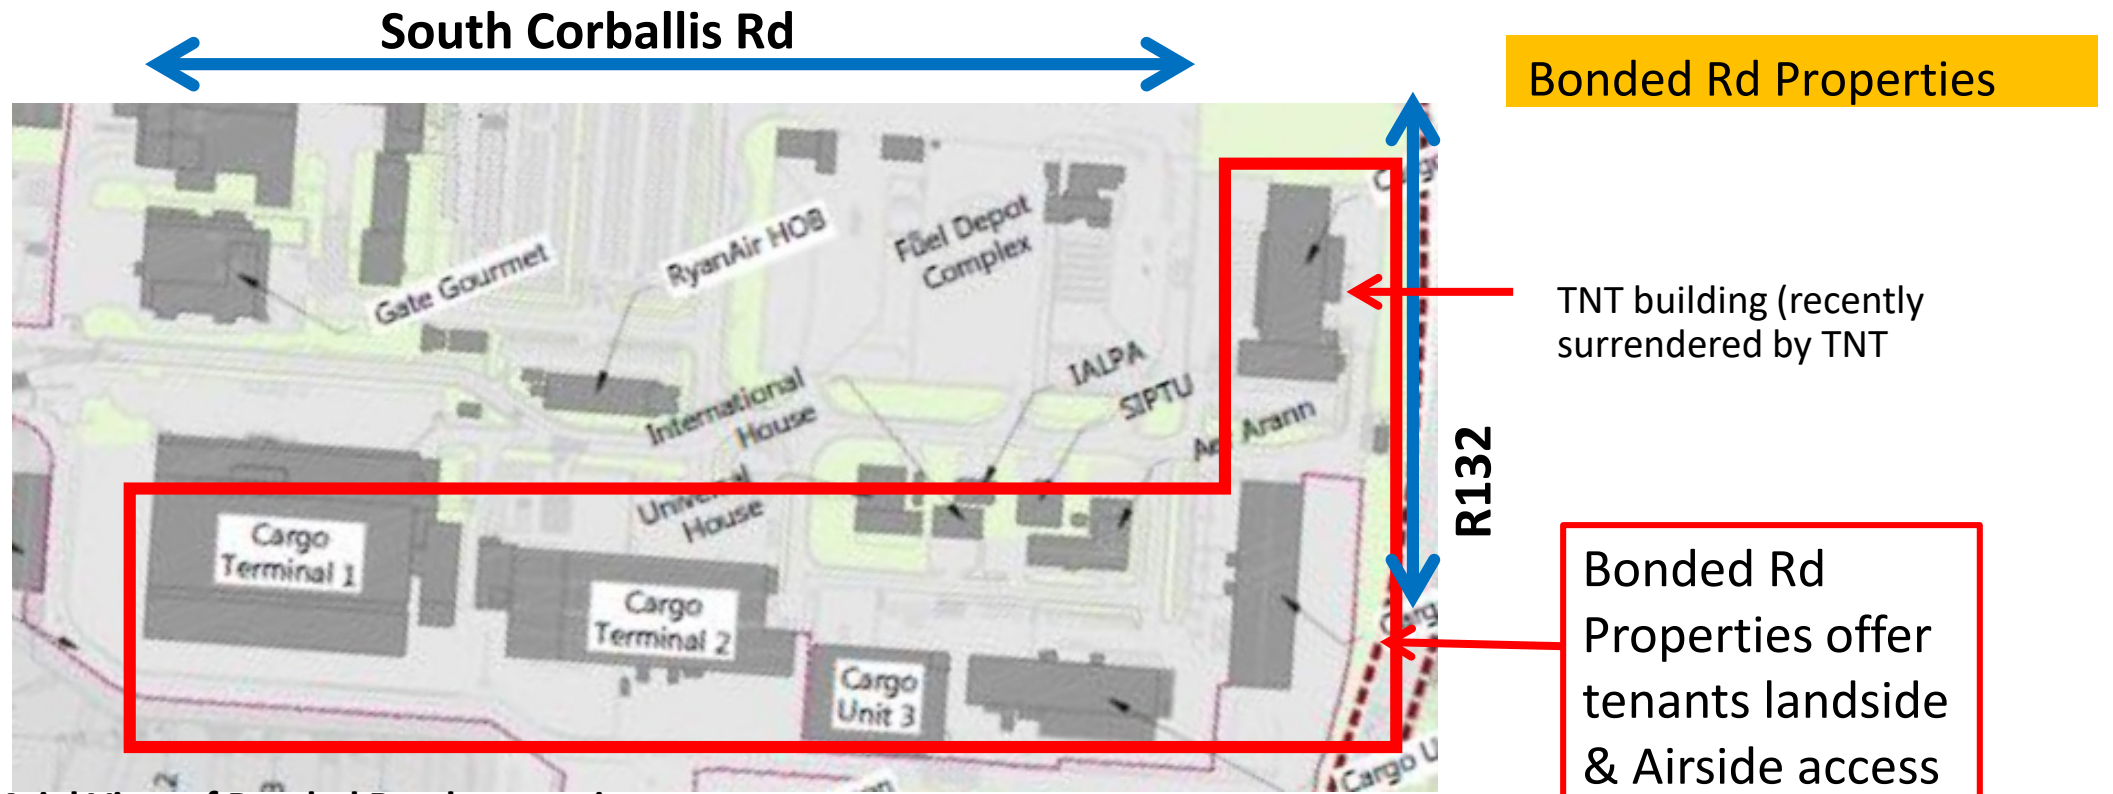 South Corballis Rd
Bonded Rd Properties
Gate Gourmet
RyanAir HOB
Fuel Depot
Complex
TNT building (recently
surrendered by TNT
IALPA
SIPTU
International
House
Aer Arann
R132
Universal
House
Cargo
Terminal 1
Cargo
Terminal 2
Cargo
Unit 3
Bonded Rd
Properties offer
tenants landside
& Airside access
Cargo U